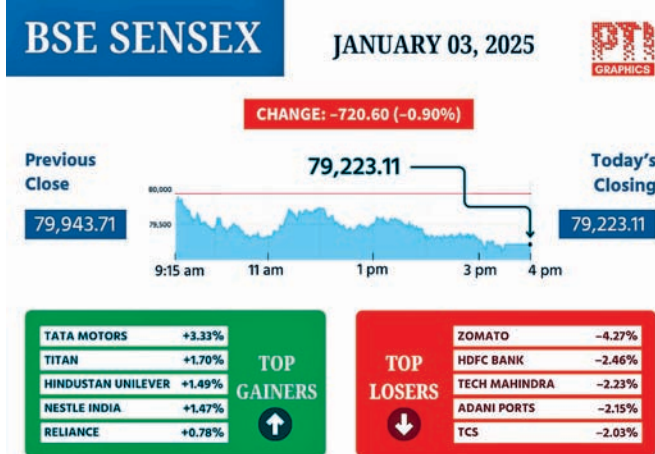 BSE SENSEX
JANUARY 03, 2025
PTI
GRAPHICS
CHANGE: –720.60 (–0.90%)
Previous
Close
79,943.71
79,223.11
Today's
Closing
79,223.11
80,000
79,500
9:15 am 11 am 1 pm 3 pm 4 pm
TATA MOTORS +3.33%
TITAN +1.70%
HINDUSTAN UNILEVER +1.49%
NESTLE INDIA +1.47%
RELIANCE +0.78%
TOP
GAINERS
TOP
LOSERS
ZOMATO –4.27%
HDFC BANK –2.46%
TECH MAHINDRA –2.23%
ADANI PORTS –2.15%
TCS –2.03%